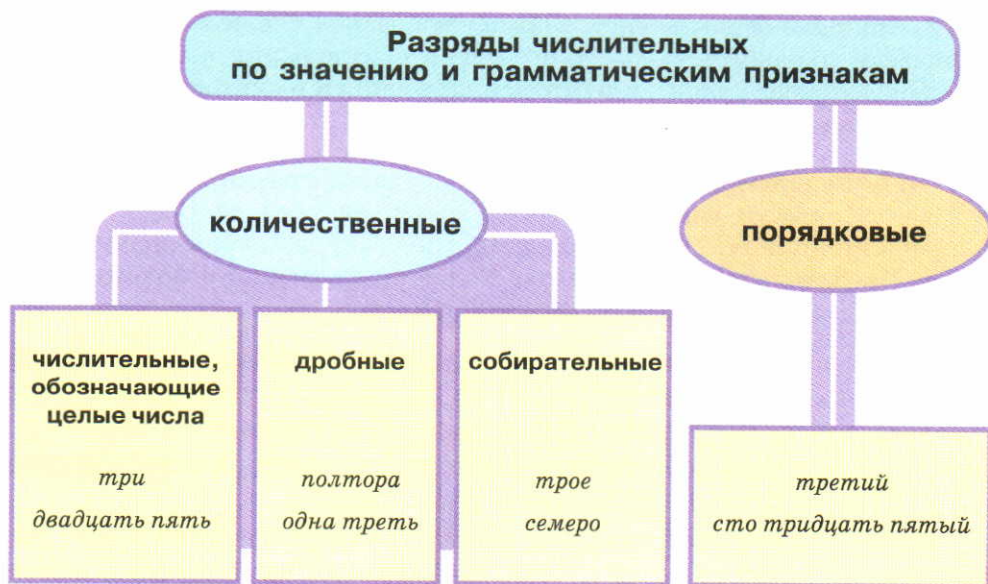 Разряды числительных
по значению и грамматическим признакам
количественные
порядковые
числительные,
обозначающие
целые числа
три
двадцать пять
дробные
полтора
одна треть
собирательные
трое
семеро
третий
сто тридцать пятый